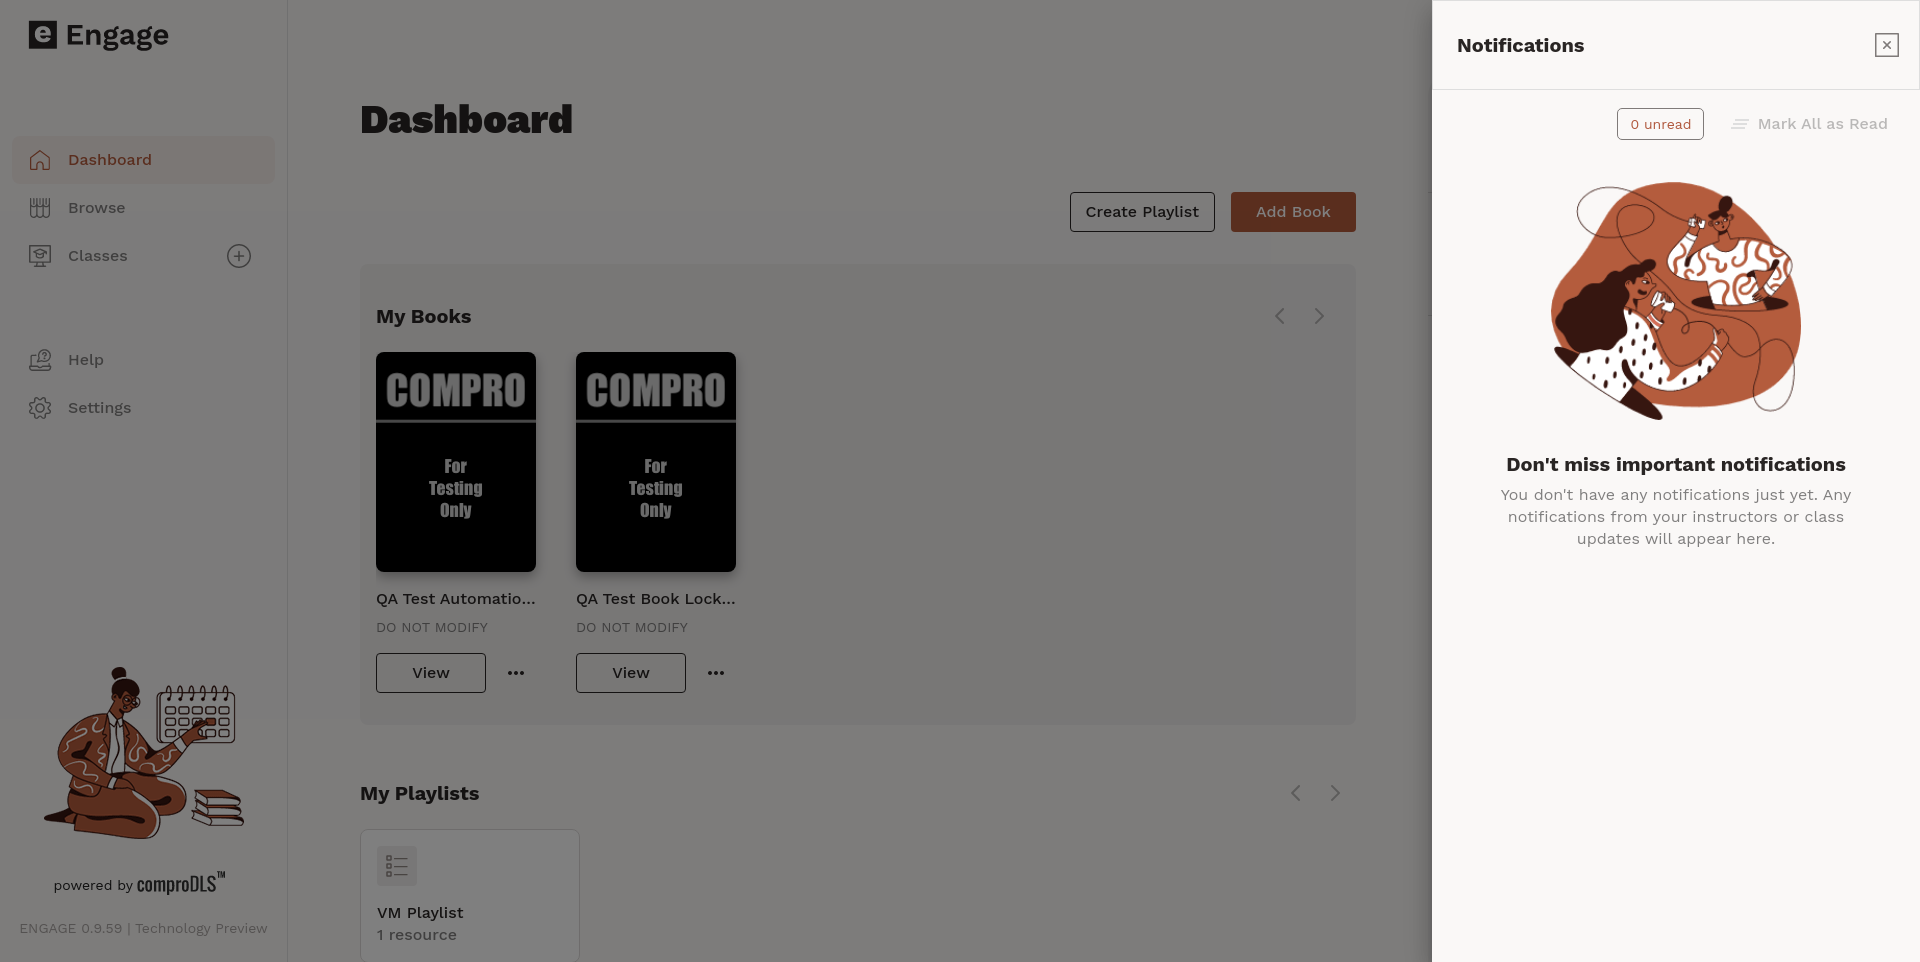 e Engage
Dashboard
Browse
Classes
Help
Settings
powered by comproDLS™
ENGAGE 0.9.59 | Technology Preview
Dashboard
Create Playlist
Add Book
My Books
COMPRO
For
Testing
Only
QA Test Automatio...
DO NOT MODIFY
View
COMPRO
For
Testing
Only
QA Test Book Lock...
DO NOT MODIFY
View
My Playlists
VM Playlist
1 resource
Notifications
0 unread
Mark All as Read
Don't miss important notifications
You don't have any notifications just yet. Any
notifications from your instructors or class
updates will appear here.